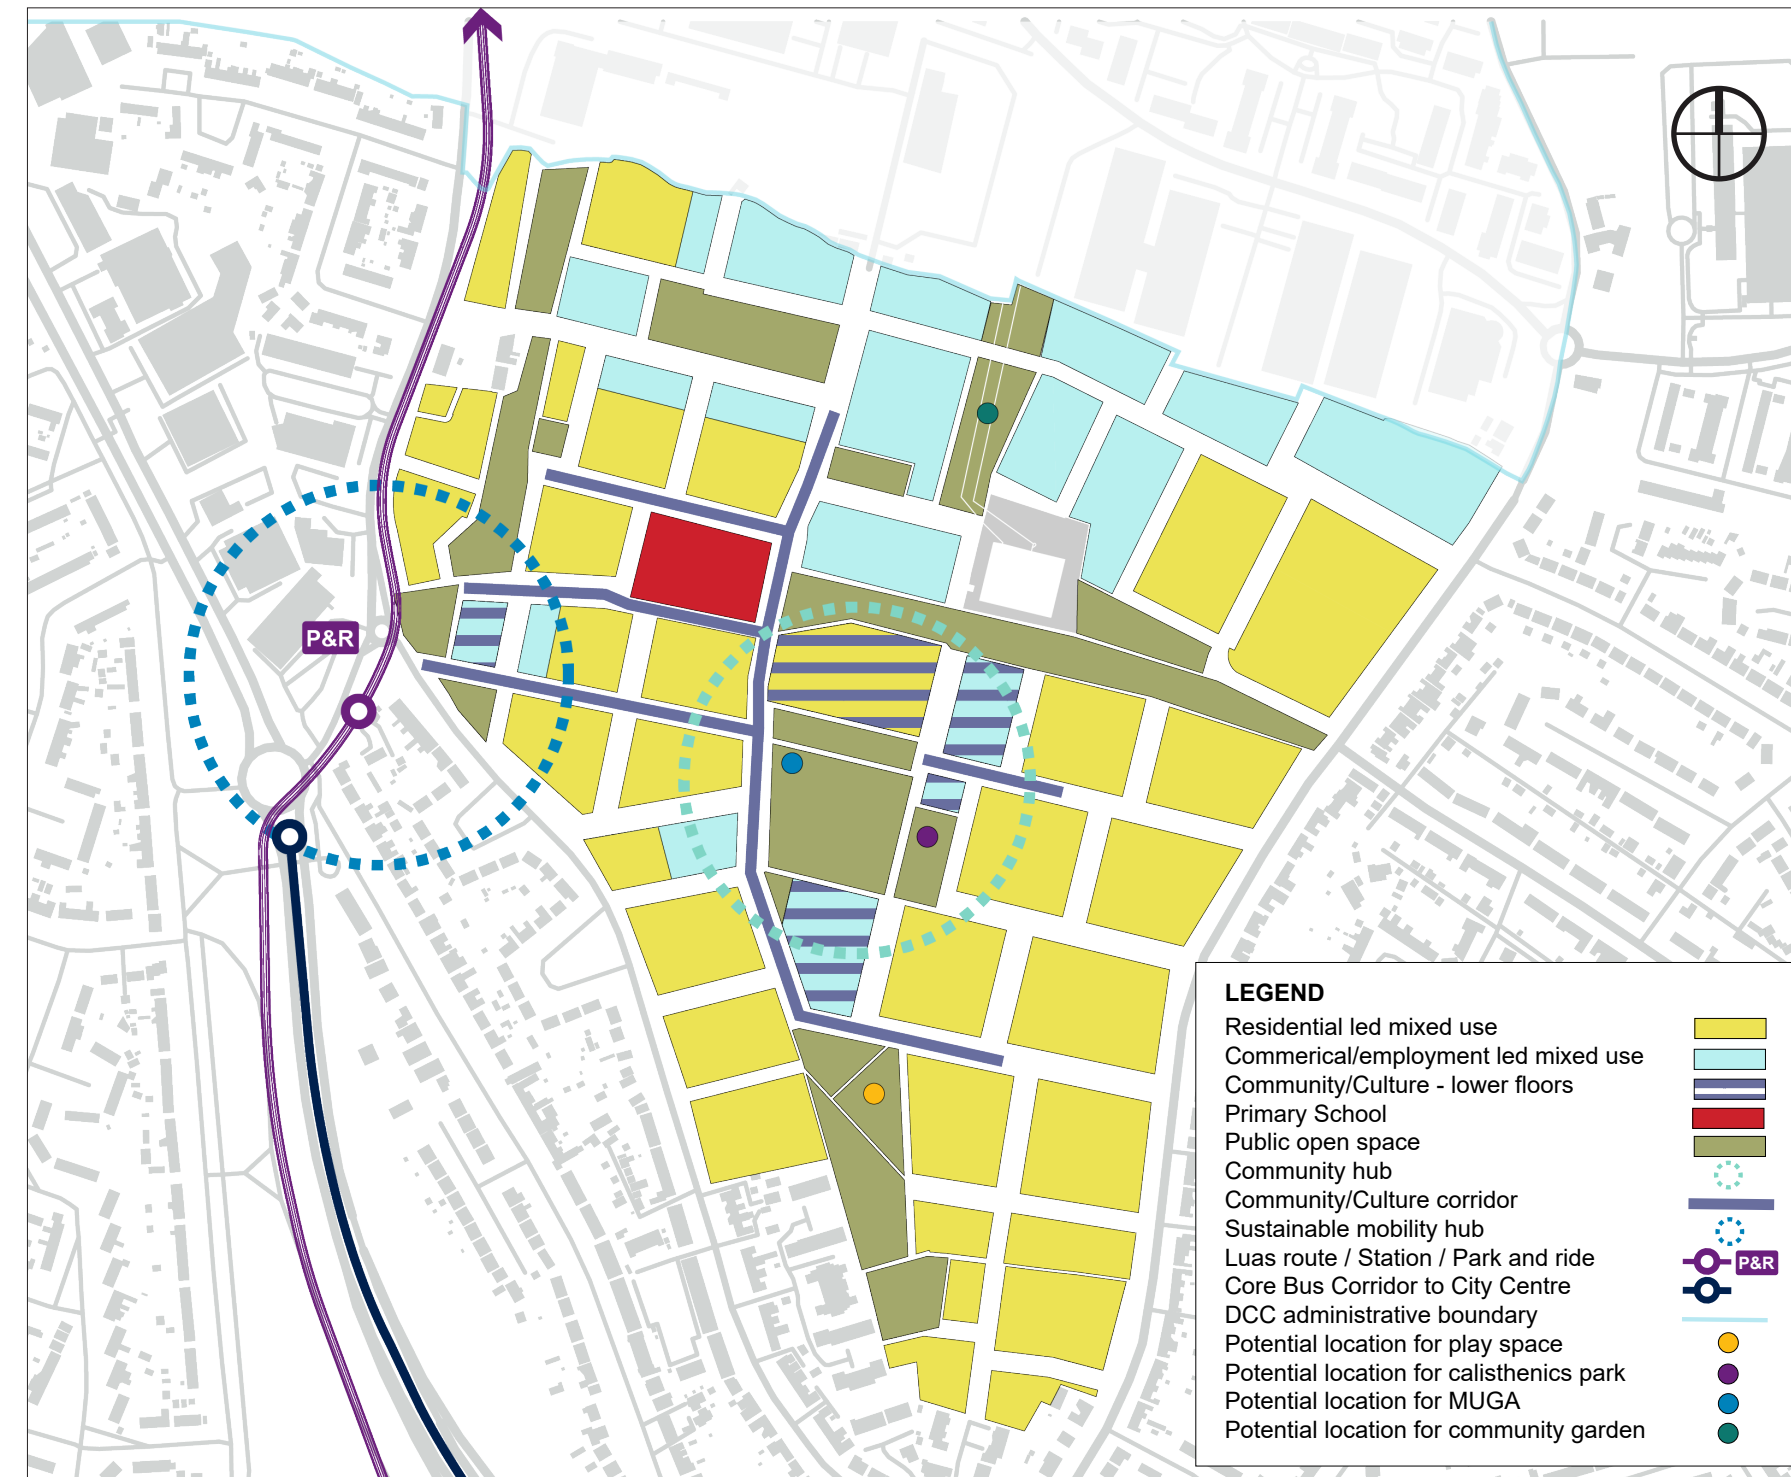 P&R
LEGEND
Residential led mixed use
Commerical/employment led mixed use
Community/Culture - lower floors
Primary School
Public open space
Community hub
Community/Culture corridor
Sustainable mobility hub
Luas route / Station / Park and ride P&R
Core Bus Corridor to City Centre
DCC administrative boundary
Potential location for play space
Potential location for calisthenics park
Potential location for MUGA
Potential location for community garden